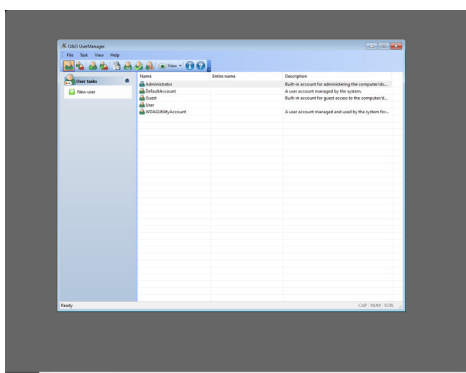 O&O UserManager
File Task View Help
View
User tasks
New user
Name Entire name Description
Administrator Built-in account for administering the computer/do...
DefaultAccount A user account managed by the system.
Guest Built-in account for guest access to the computer/d...
User
WDAGUtilityAccount A user account managed and used by the system for...
Ready CAP NUM SCRL